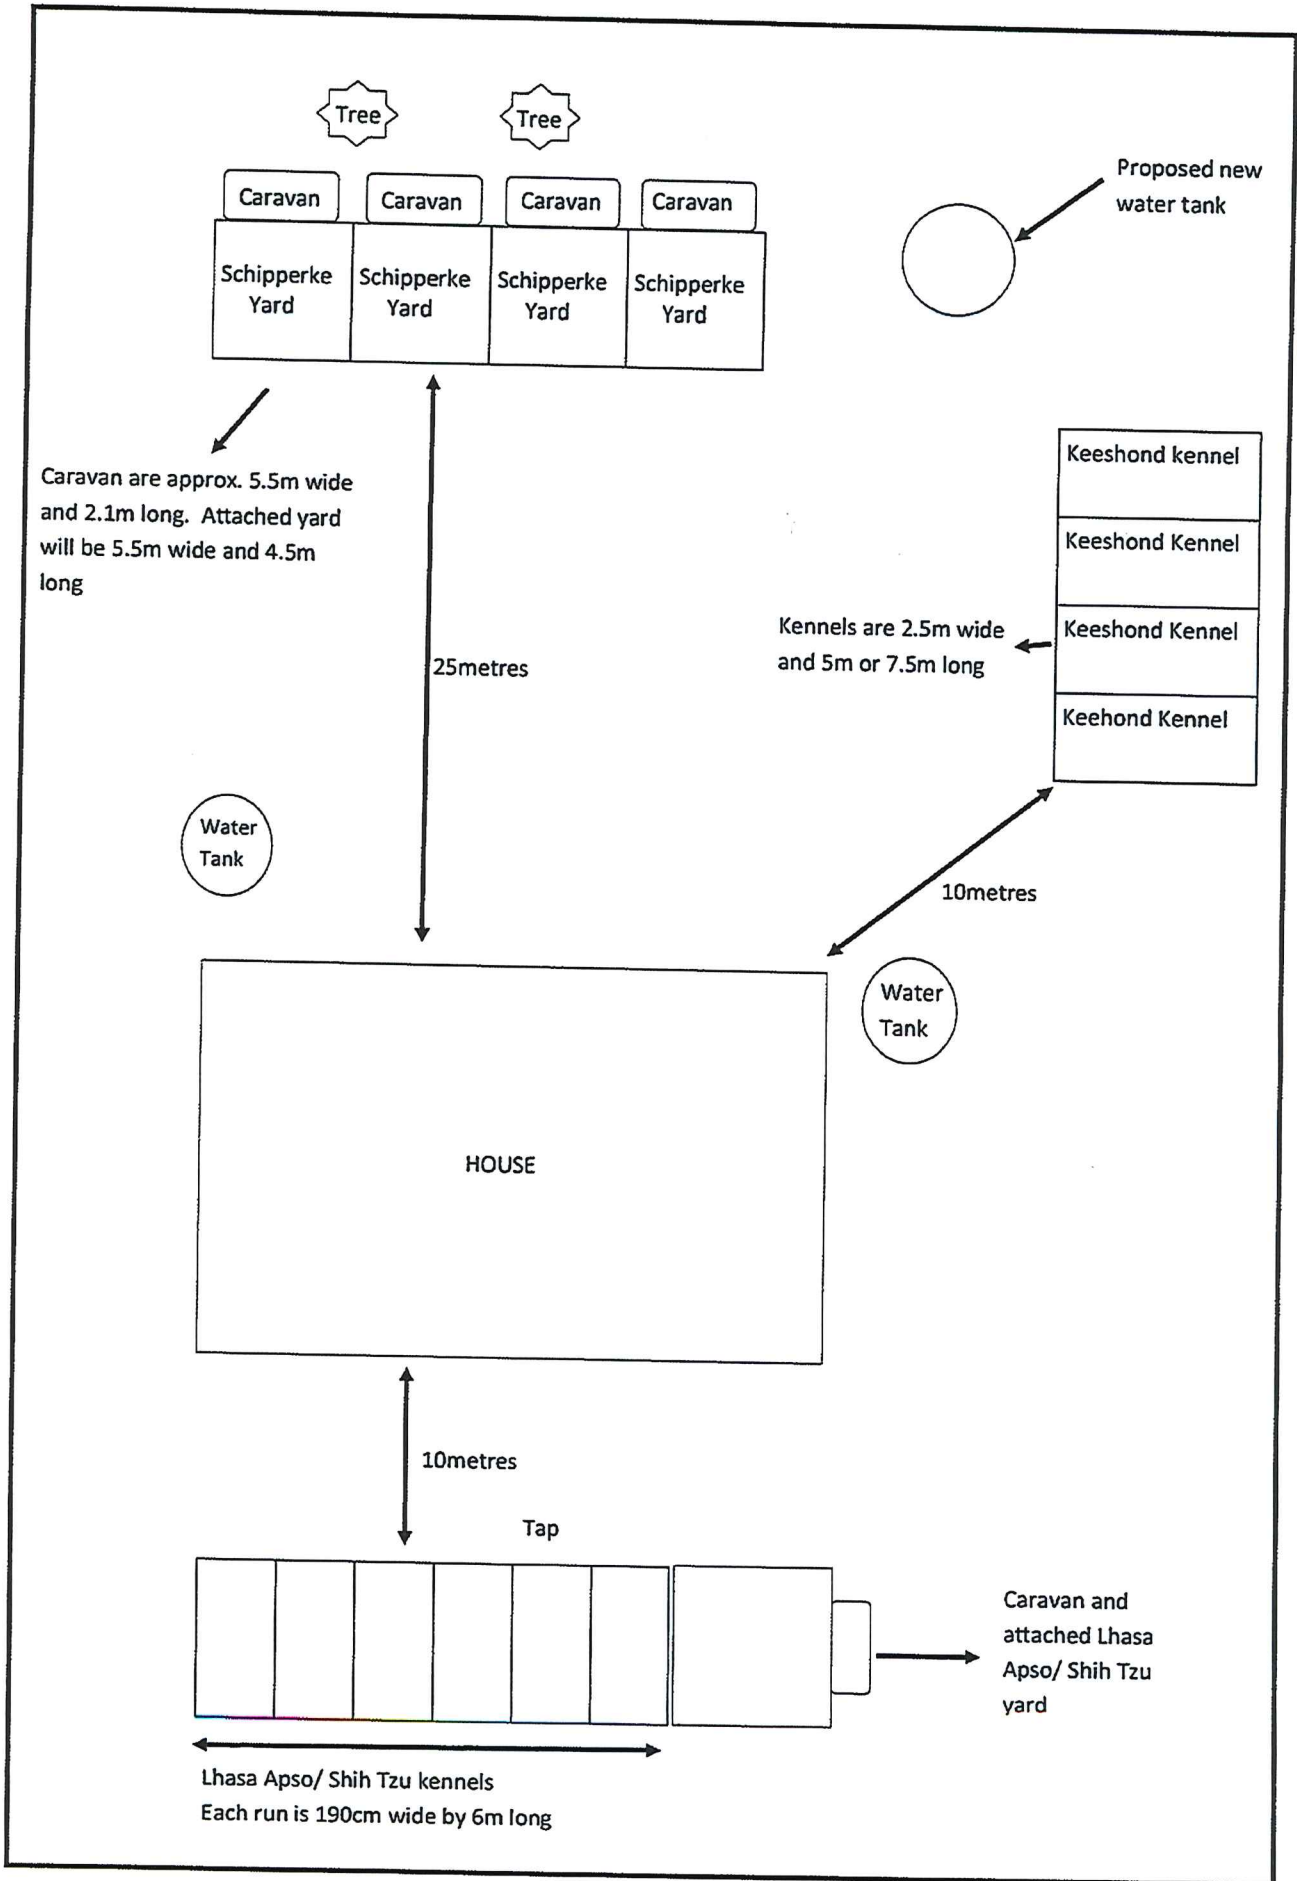 Tree
Tree
Proposed new
water tank
Caravan
Caravan
Caravan
Caravan
Schipperke
Yard
Schipperke
Yard
Schipperke
Yard
Schipperke
Yard
Caravan are approx. 5.5m wide
and 2.1m long. Attached yard
will be 5.5m wide and 4.5m
long
Keeshond kennel
Keeshond Kennel
Keeshond Kennel
Keehond Kennel
Kennels are 2.5m wide
and 5m or 7.5m long
25metres
Water
Tank
10metres
Water
Tank
HOUSE
10metres
Tap
Caravan and
attached Lhasa
Apso/ Shih Tzu
yard
Lhasa Apso/ Shih Tzu kennels
Each run is 190cm wide by 6m long